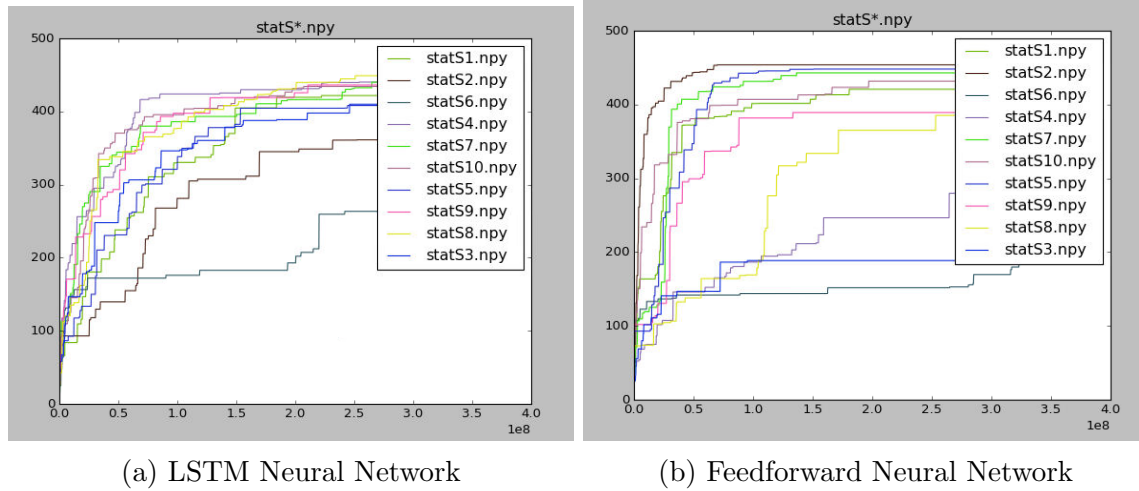 statS*.npy
500
400
300
200
100
0
0.0 0.5 1.0 1.5 2.0 2.5 3.0 3.5 4.0
1e8
statS1.npy
statS2.npy
statS6.npy
statS4.npy
statS7.npy
statS10.npy
statS5.npy
statS9.npy
statS8.npy
statS3.npy
(a) LSTM Neural Network
statS*.npy
500
400
300
200
100
0
0.0 0.5 1.0 1.5 2.0 2.5 3.0 3.5 4.0
1e8
statS1.npy
statS2.npy
statS6.npy
statS4.npy
statS7.npy
statS10.npy
statS5.npy
statS9.npy
statS8.npy
statS3.npy
(b) Feedforward Neural Network